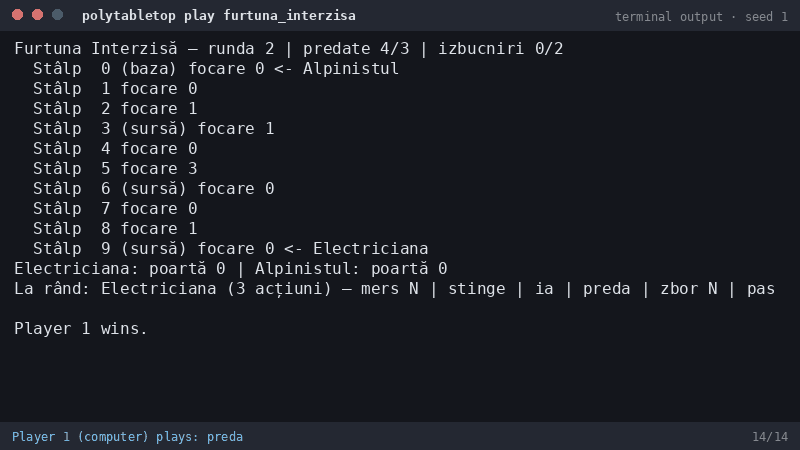 polytabletop play furtuna_interzisa
terminal output · seed 1
Furtuna Interzisă — runda 2 | predate 4/3 | izbucniri 0/2
Stâlp 0 (baza) focare 0 <- Alpinistul
Stâlp 1 focare 0
Stâlp 2 focare 1
Stâlp 3 (sursă) focare 1
Stâlp 4 focare 0
Stâlp 5 focare 3
Stâlp 6 (sursă) focare 0
Stâlp 7 focare 0
Stâlp 8 focare 1
Stâlp 9 (sursă) focare 0 <- Electriciana
Electriciana: poartă 0 | Alpinistul: poartă 0
La rând: Electriciana (3 acțiuni) — mers N | stinge | ia | preda | zbor N | pas
Player 1 wins.
Player 1 (computer) plays: preda
14/14